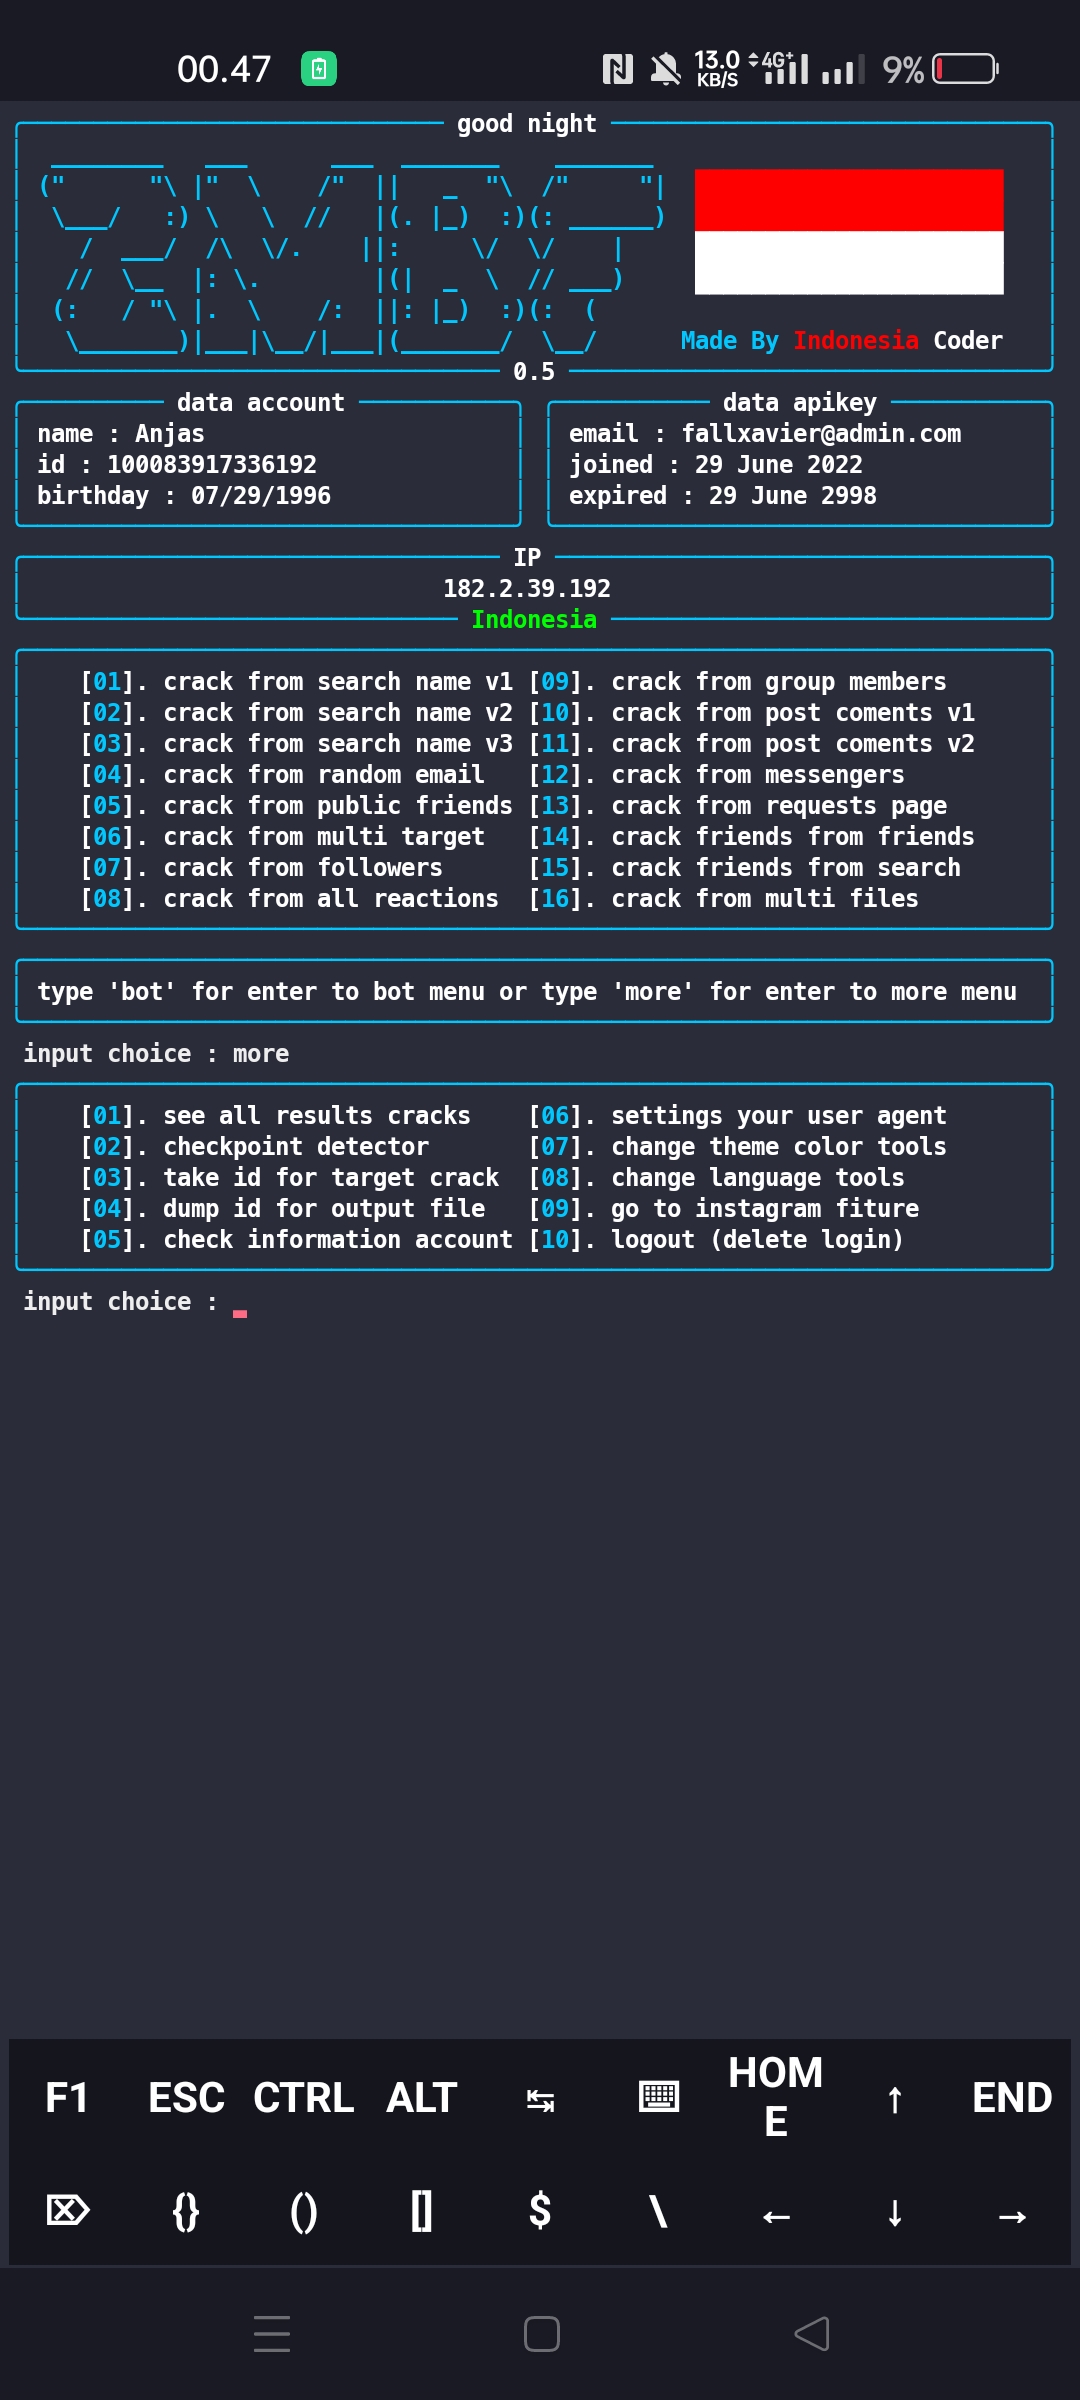 00.47
13.0 KB/S 4G+ 9%
good night
Made By Indonesia Coder
0.5
data account
name : Anjas
id : 100083917336192
birthday : 07/29/1996
data apikey
email : fallxavier@admin.com
joined : 29 June 2022
expired : 29 June 2998
IP
182.2.39.192
Indonesia
[01]. crack from search name v1 [09]. crack from group members
[02]. crack from search name v2 [10]. crack from post coments v1
[03]. crack from search name v3 [11]. crack from post coments v2
[04]. crack from random email [12]. crack from messengers
[05]. crack from public friends [13]. crack from requests page
[06]. crack from multi target [14]. crack friends from friends
[07]. crack from followers [15]. crack friends from search
[08]. crack from all reactions [16]. crack from multi files
type 'bot' for enter to bot menu or type 'more' for enter to more menu
input choice : more
[01]. see all results cracks [06]. settings your user agent
[02]. checkpoint detector [07]. change theme color tools
[03]. take id for target crack [08]. change language tools
[04]. dump id for output file [09]. go to instagram fiture
[05]. check information account [10]. logout (delete login)
input choice :
F1 ESC CTRL ALT ↹ HOME ↑ END
{} () [] $ \ ← ↓ →